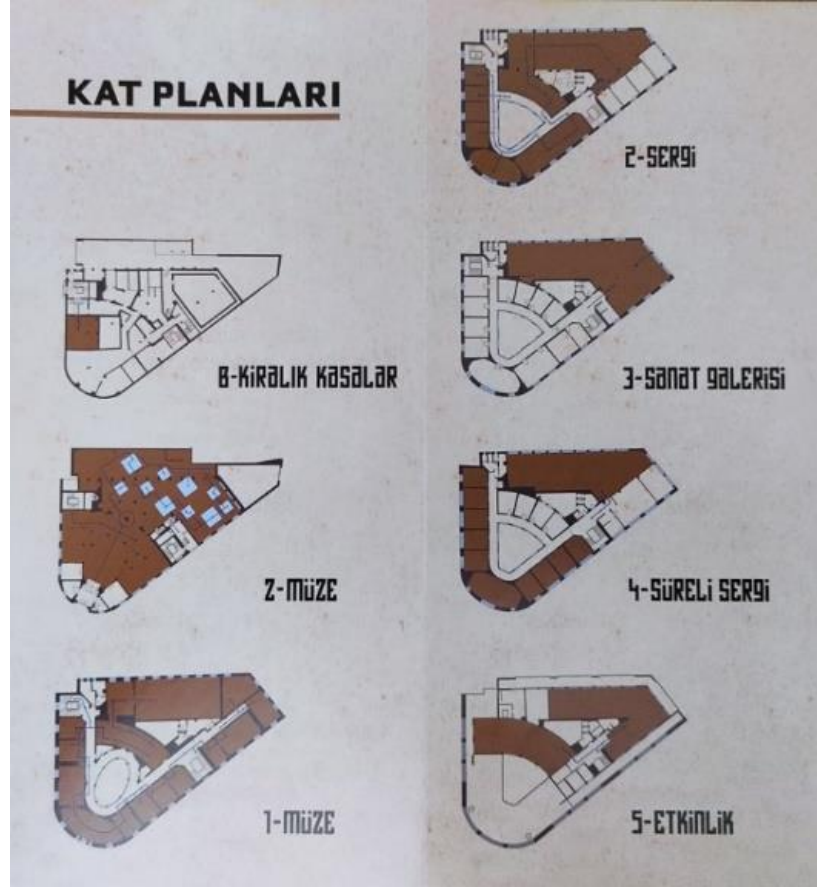 KAT PLANLARI
B-KİRALIK KASALAR
Z-MÜZE
1-MÜZE
2-SERGİ
3-SANAT GALERİSİ
4-SÜRELİ SERGİ
5-ETKİNLİK